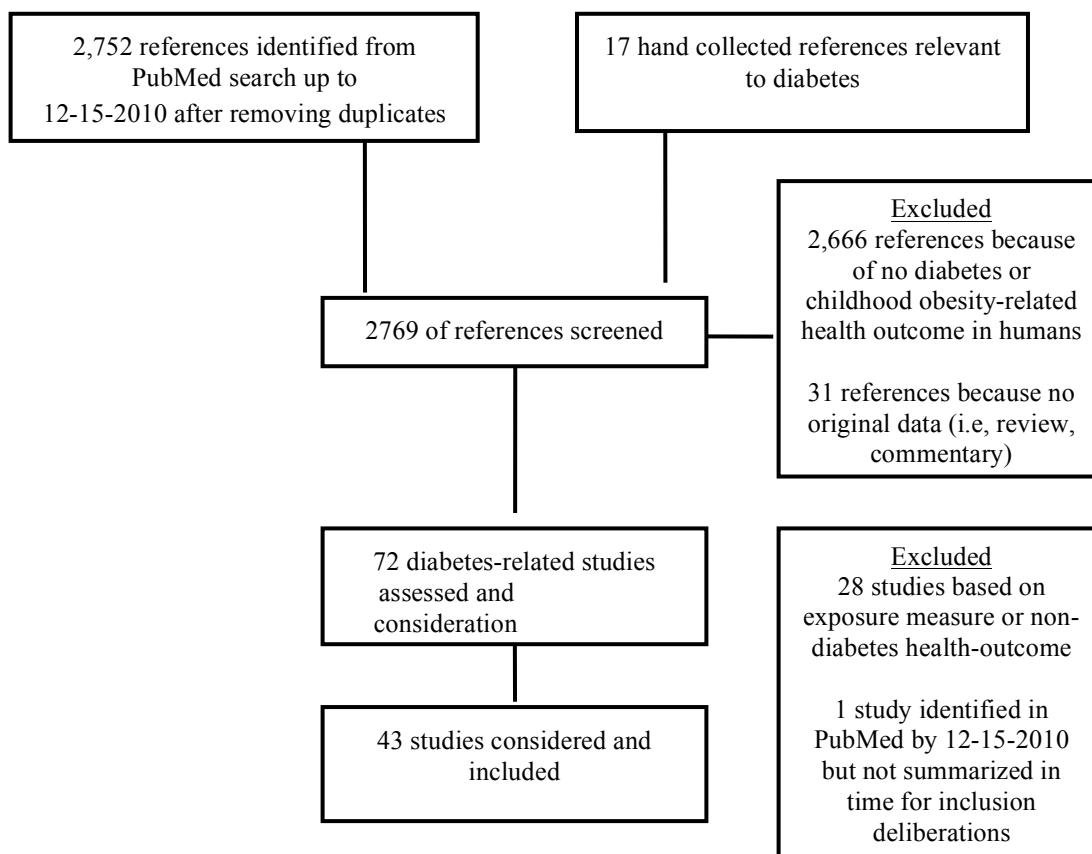 2,752 references identified from
PubMed search up to
12-15-2010 after removing duplicates
17 hand collected references relevant
to diabetes
Excluded
2,666 references because
of no diabetes or
childhood obesity-related
health outcome in humans
31 references because no
original data (i.e, review,
commentary)
2769 of references screened
72 diabetes-related studies
assessed and
consideration
Excluded
28 studies based on
exposure measure or non-
diabetes health-outcome
1 study identified in
PubMed by 12-15-2010
but not summarized in
time for inclusion
deliberations
43 studies considered and
included